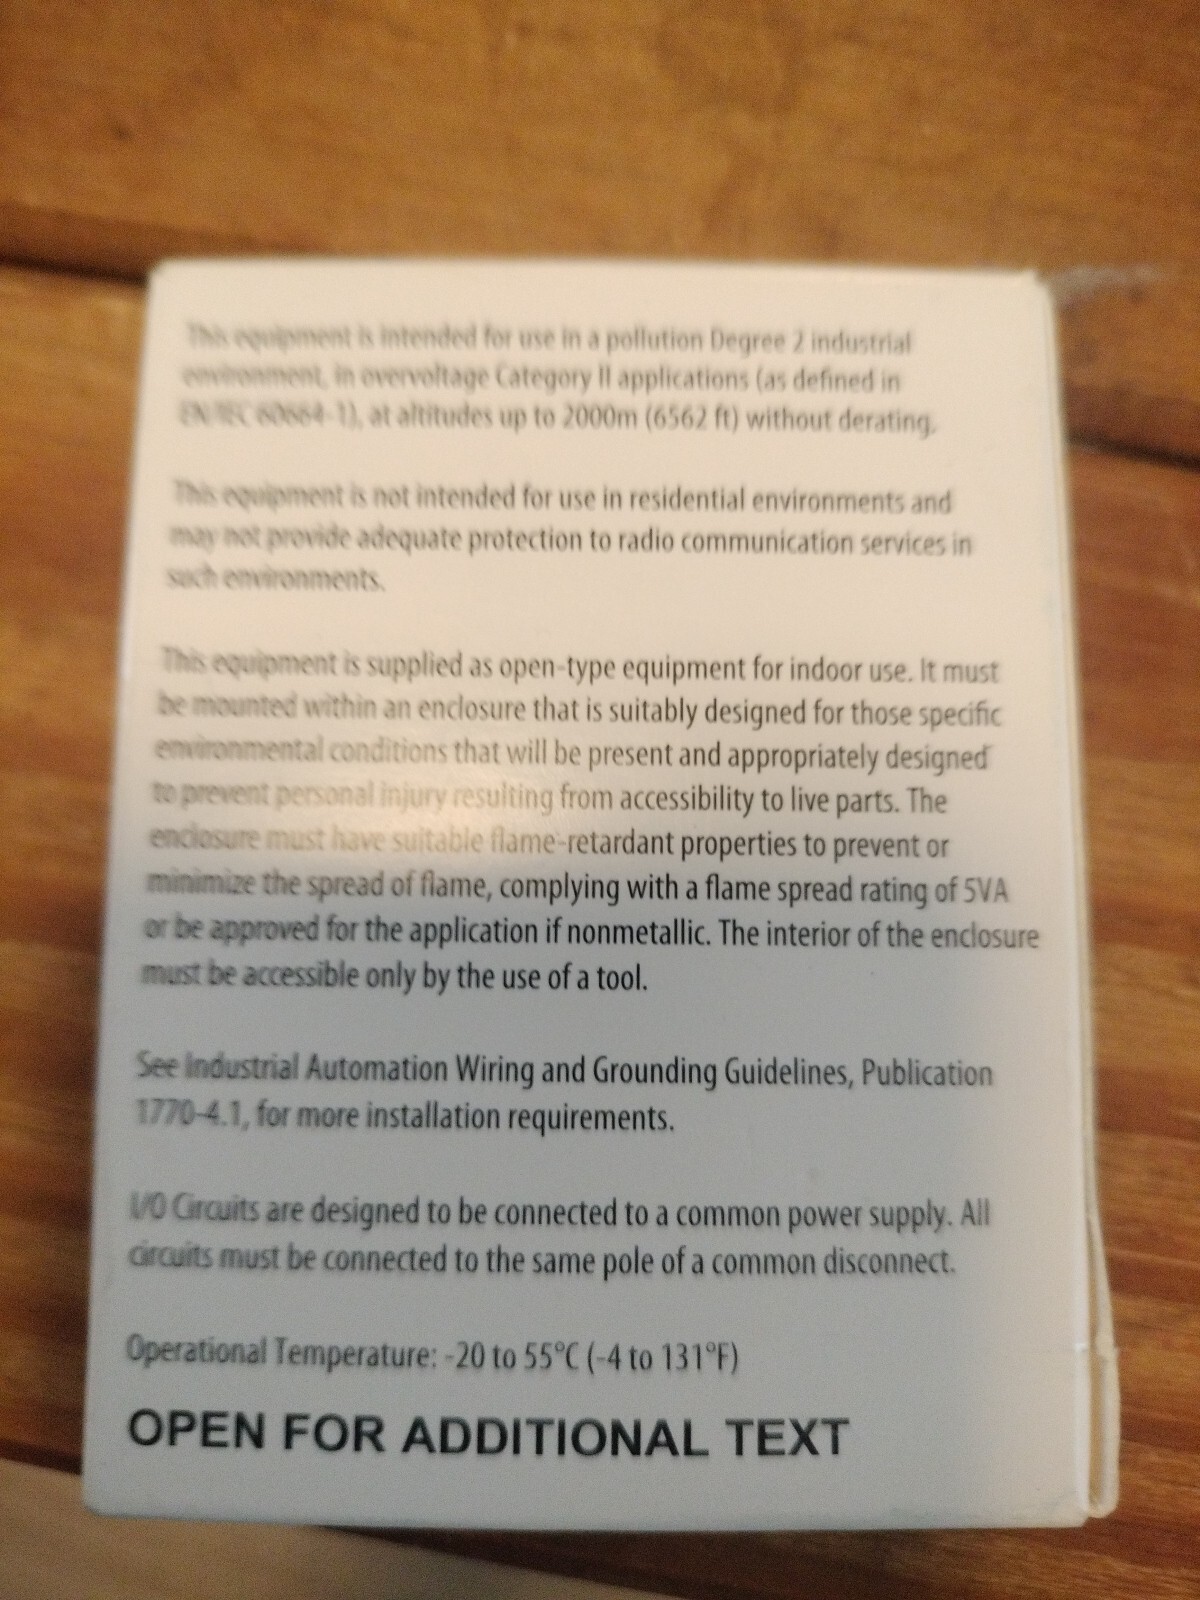 This equipment is intended for use in a pollution Degree 2 industrial
environment, in overvoltage Category II applications (as defined in
EN/IEC 60664-1), at altitudes up to 2000m (6562 ft) without derating.
This equipment is not intended for use in residential environments and
may not provide adequate protection to radio communication services in
such environments.
This equipment is supplied as open-type equipment for indoor use. It must
be mounted within an enclosure that is suitably designed for those specific
environmental conditions that will be present and appropriately designed
to prevent personal injury resulting from accessibility to live parts. The
enclosure must have suitable flame-retardant properties to prevent or
minimize the spread of flame, complying with a flame spread rating of 5VA
or be approved for the application if nonmetallic. The interior of the enclosure
must be accessible only by the use of a tool.
See Industrial Automation Wiring and Grounding Guidelines, Publication
1770-4.1, for more installation requirements.
I/O Circuits are designed to be connected to a common power supply. All
circuits must be connected to the same pole of a common disconnect.
Operational Temperature: -20 to 55°C (-4 to 131°F)
OPEN FOR ADDITIONAL TEXT